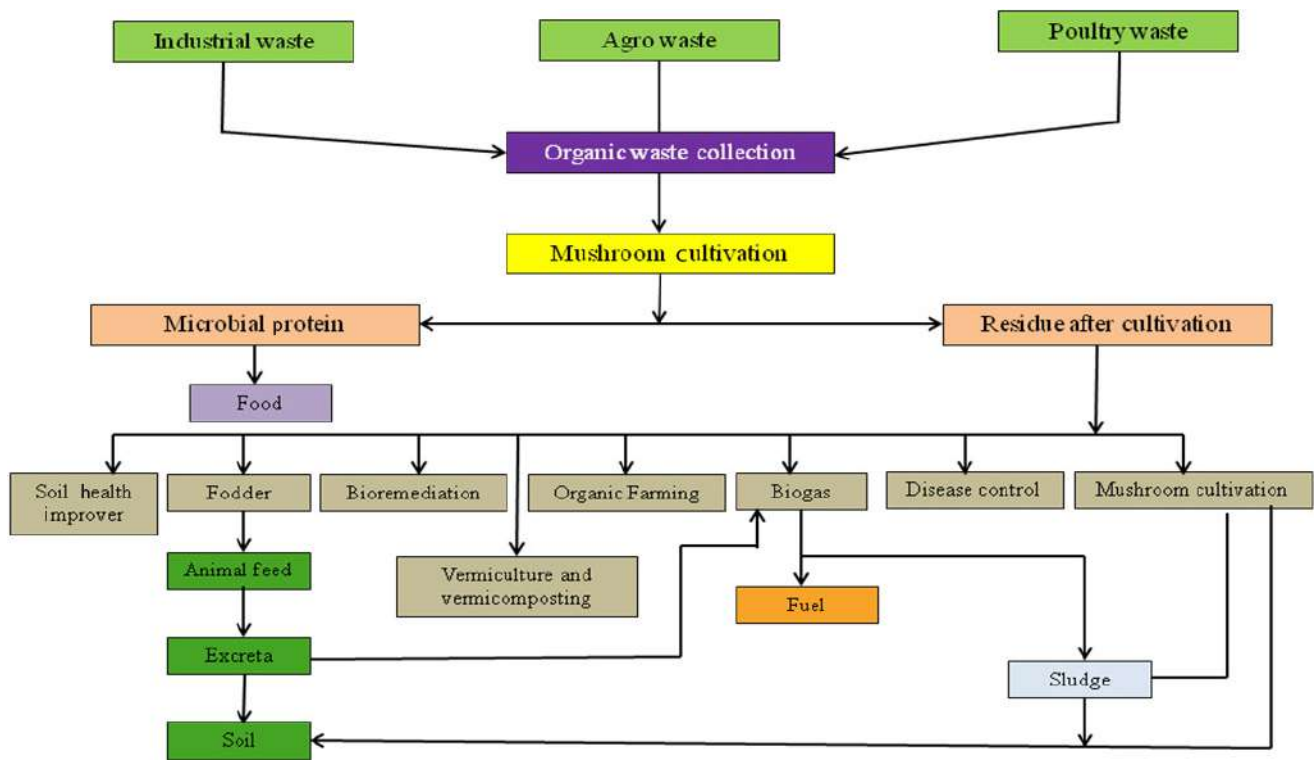 Industrial waste
Agro waste
Poultry waste
Organic waste collection
Mushroom cultivation
Microbial protein
Residue after cultivation
Food
Soil health
improver
Fodder
Bioremediation
Organic Farming
Biogas
Disease control
Mushroom cultivation
Animal feed
Vermiculture and
vermicomposting
Fuel
Excreta
Sludge
Soil